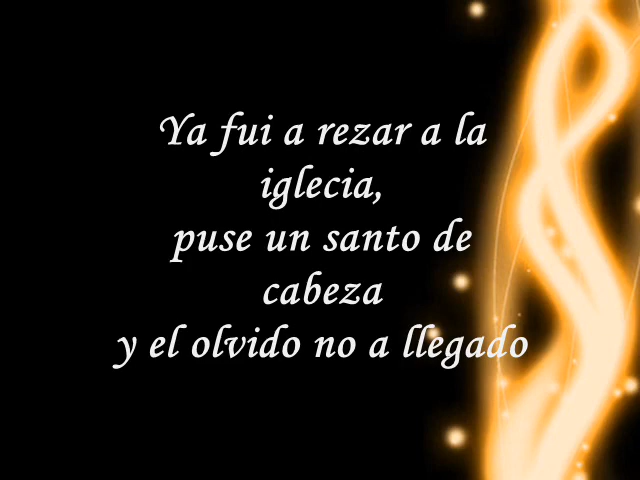 Ya fui a rezar a la
iglecia,
puse un santo de
cabeza
y el olvido no a llegado